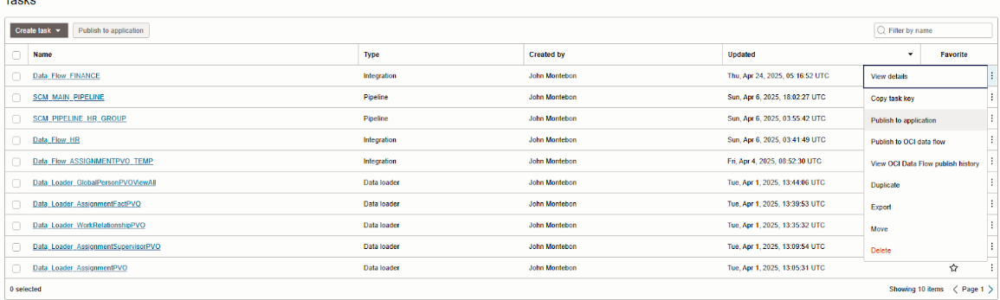 Tasks
Create task Publish to application Filter by name
Name Type Created by Updated Favorite
Data_Flow_FINANCE Integration John Montebon Thu, Apr 24, 2025, 05:16:52 UTC View details
SCM_MAIN_PIPELINE Pipeline John Montebon Sun, Apr 6, 2025, 18:02:27 UTC Copy task key
SCM_PIPELINE_HR_GROUP Pipeline John Montebon Sun, Apr 6, 2025, 03:55:42 UTC Publish to application
Data_Flow_HR Integration John Montebon Sun, Apr 6, 2025, 03:41:49 UTC Publish to OCI data flow
Data_Flow_ASSIGNMENTPVO_TEMP Integration John Montebon Fri, Apr 4, 2025, 08:52:30 UTC View OCI Data Flow publish history
Data_Loader_GlobalPersonPVOViewAll Data loader John Montebon Tue, Apr 1, 2025, 13:44:06 UTC Duplicate
Data_Loader_AssignmentFactPVO Data loader John Montebon Tue, Apr 1, 2025, 13:39:53 UTC Export
Data_Loader_WorkRelationshipPVO Data loader John Montebon Tue, Apr 1, 2025, 13:35:32 UTC Move
Data_Loader_AssignmentSupervisorPVO Data loader John Montebon Tue, Apr 1, 2025, 13:09:54 UTC Delete
Data_Loader_AssignmentPVO Data loader John Montebon Tue, Apr 1, 2025, 13:05:31 UTC
0 selected Showing 10 items Page 1